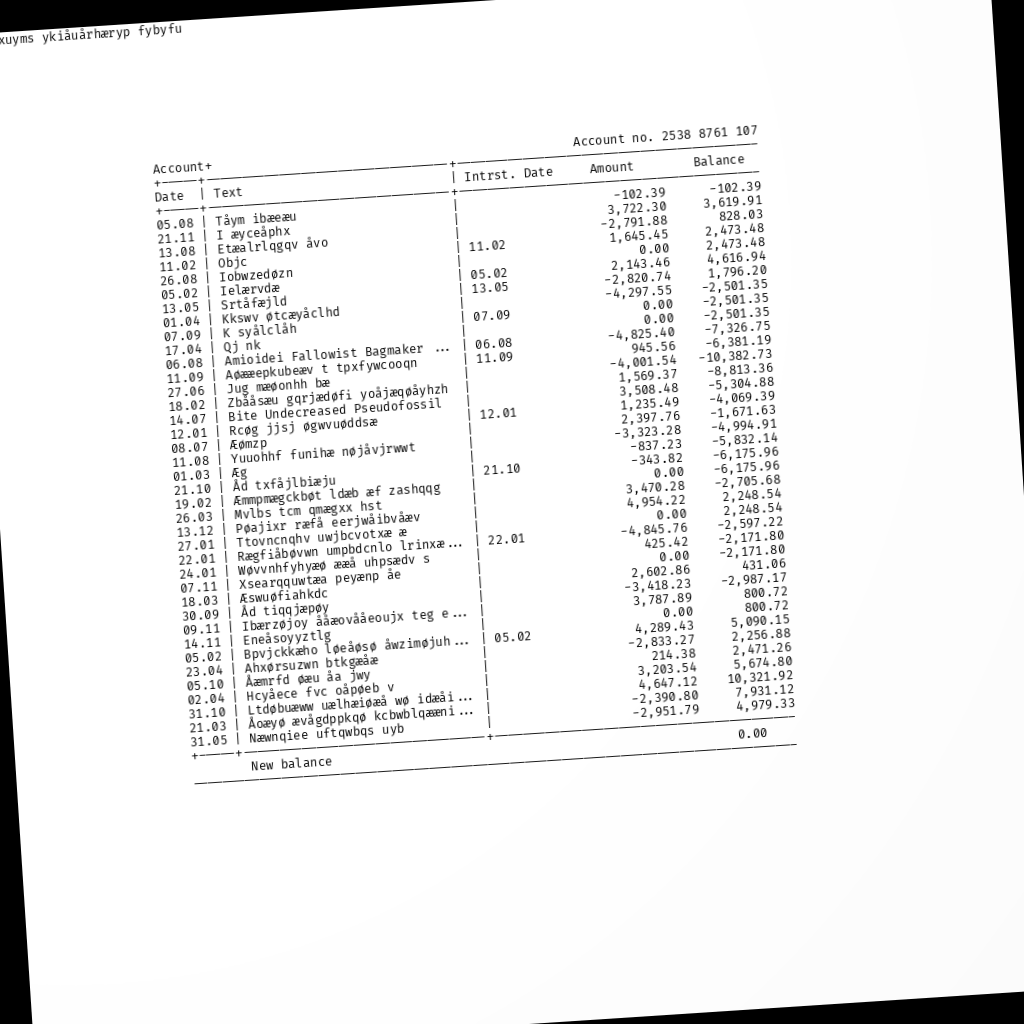 xuyms ykiåuårhæryp fybyfu
Account+ Account no. 2538 8761 107
Date | Text | Intrst. Date Amount Balance
05.08 | Tåym ibæeæu | -102.39 -102.39
21.11 | I æyceåphx | 3,722.30 3,619.91
13.08 | Etæalrlqgqv åvo | -2,791.88 828.03
11.02 | Objc | 11.02 1,645.45 2,473.48
26.08 | Iobwzedøzn | 0.00 2,473.48
05.02 | Ielærvdæ | 05.02 2,143.46 4,616.94
13.05 | Srtåfæjld | 13.05 -2,820.74 1,796.20
01.04 | Kkswv øtcæyåclhd | -4,297.55 -2,501.35
07.09 | K syålclåh | 07.09 0.00 -2,501.35
17.04 | Qj nk | 0.00 -2,501.35
06.08 | Amioidei Fallowist Bagmaker ... | 06.08 -4,825.40 -7,326.75
11.09 | Aøææepkubeæv t tpxfywcooqn | 11.09 945.56 -6,381.19
27.06 | Jug mæøonhh bæ | -4,001.54 -10,382.73
18.02 | Zbååsæu gqrjædøfi yoåjæqøåyhzh | 1,569.37 -8,813.36
14.07 | Bite Undecreased Pseudofossil | 3,508.48 -5,304.88
12.01 | Rcøg jjsj øgwvuøddsæ | 12.01 1,235.49 -4,069.39
08.07 | Æømzp | 2,397.76 -1,671.63
11.08 | Yuuohhf funihæ nøjåvjrwwt | -3,323.28 -4,994.91
01.03 | Æg | -837.23 -5,832.14
21.10 | Åd txfåjlbiæju | 21.10 -343.82 -6,175.96
19.02 | Æmmpmægckbøt ldæb æf zashqqg | 0.00 -6,175.96
26.03 | Mvlbs tcm qmægxx hst | 3,470.28 -2,705.68
13.12 | Pøajixr ræfå eerjwåibvåæv | 4,954.22 2,248.54
27.01 | Ttovncnqhv uwjbcvotxæ æ | 0.00 2,248.54
22.01 | Rægfiåbøvwn umpbdcnlo lrinxæ... | 22.01 -4,845.76 -2,597.22
24.01 | Wøvvnhfyhyæø ææå uhpsædv s | 425.42 -2,171.80
07.11 | Xsearqquwtæa peyænp åe | 0.00 -2,171.80
18.03 | Æswuøfiahkdc | 2,602.86 431.06
30.09 | Åd tiqqjæpøy | -3,418.23 -2,987.17
09.11 | Ibærzøjoy ååæovååeoujx teg e... | 3,787.89 800.72
14.11 | Eneåsoyyztlg | 0.00 800.72
05.02 | Bpvjckkæho løeåøsø åwzimøjuh... | 05.02 4,289.43 5,090.15
23.04 | Ahxørsuzwn btkgæåæ | -2,833.27 2,256.88
05.10 | Åæmrfd øæu åa jwy | 214.38 2,471.26
02.04 | Hcyåece fvc oåpøeb v | 3,203.54 5,674.80
31.10 | Ltdøbuæww uælhæiøæå wø idæåi... | 4,647.12 10,321.92
21.03 | Åoæyø ævågdppkqø kcbwblqææni... | -2,390.80 7,931.12
31.05 | Næwnqiee uftqwbqs uyb | -2,951.79 4,979.33
New balance 0.00